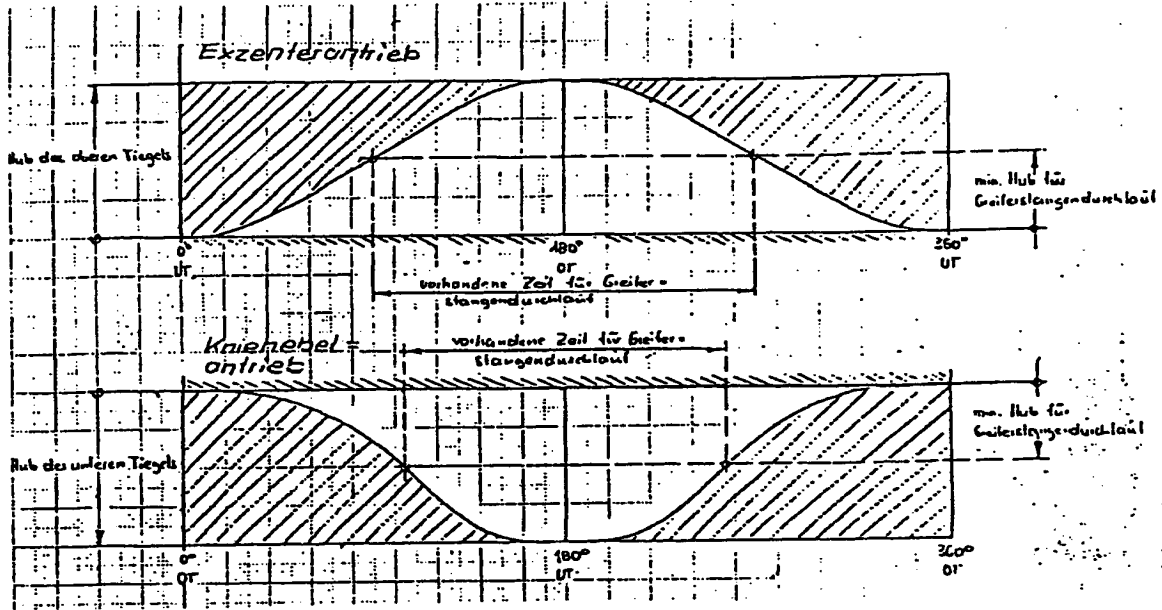 Exzenterantrieb
Hub des oberen Tiegels
min. Hub für
Greiferstangendurchlauf
0°
UT
180°
OT
360°
UT
vorhandene Zeit für Greifer-
stangendurchlauf
Kniehebel=
antrieb
vorhandene Zeit für Greifer-
stangendurchlauf
min. Hub für
Greiferstangendurchlauf
Hub des unteren Tiegels
0°
OT
180°
UT
360°
OT